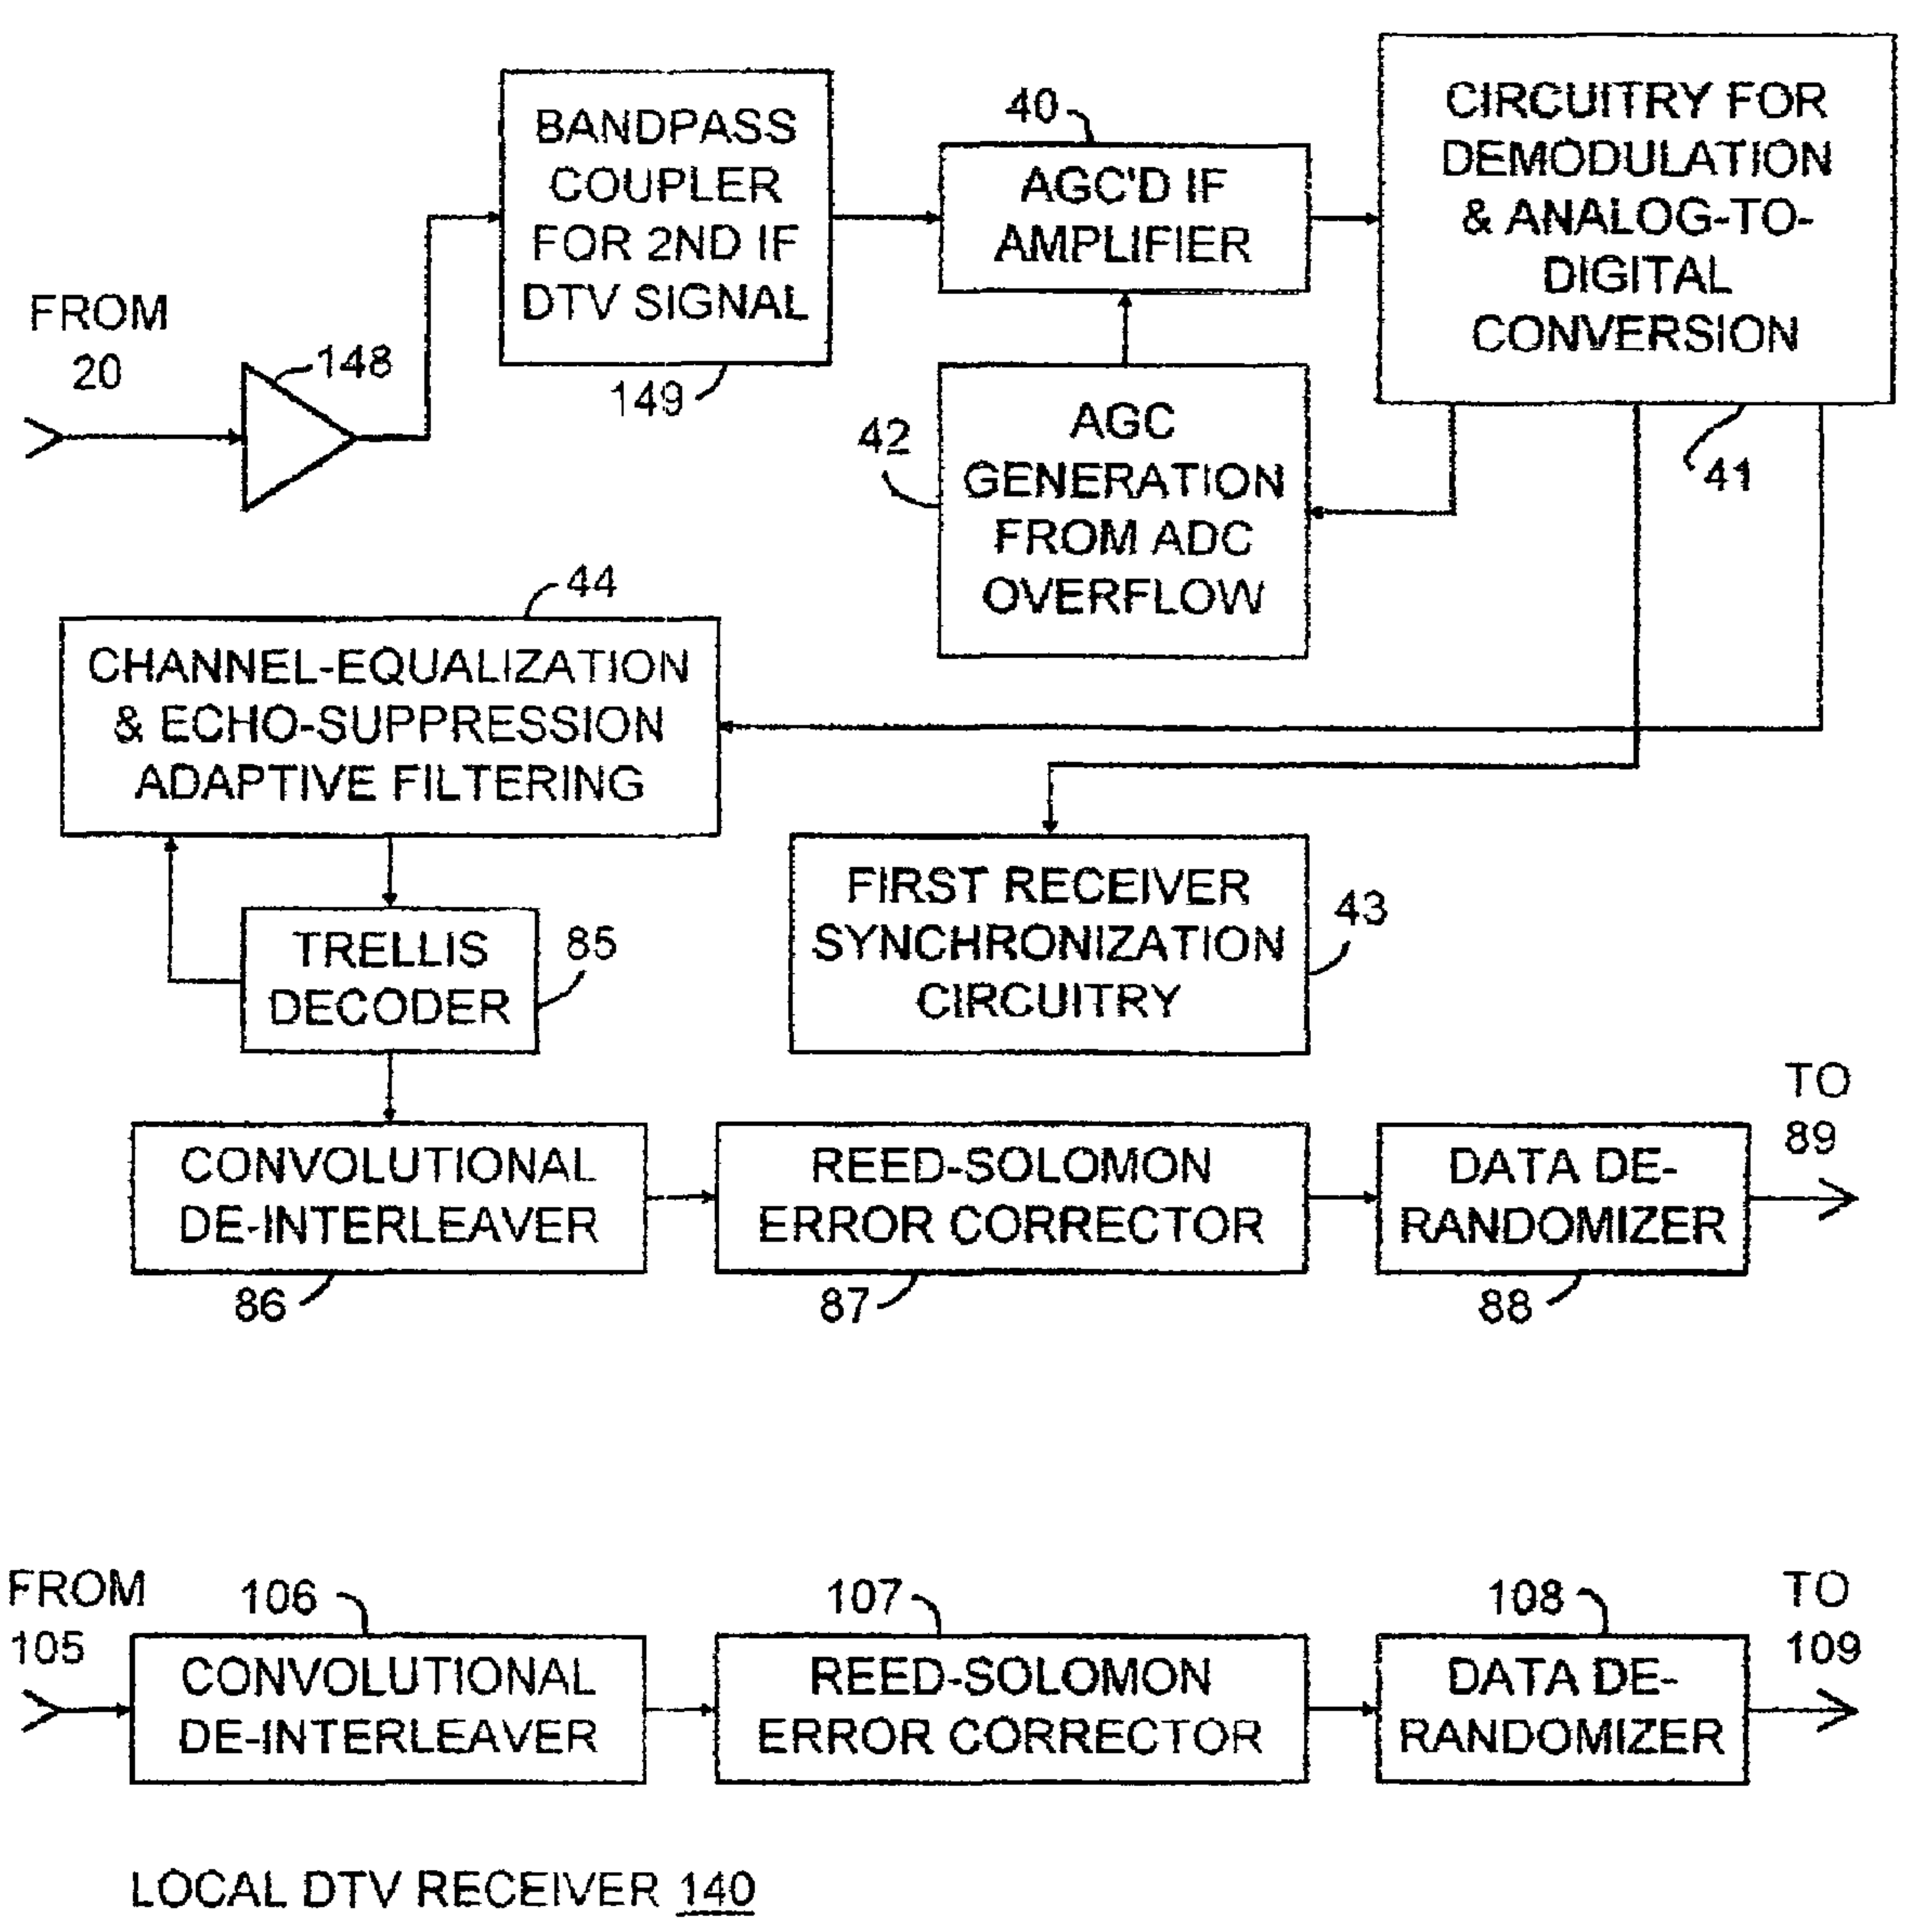 BANDPASS
COUPLER
FOR 2ND IF
DTV SIGNAL
149
40
AGC'D IF
AMPLIFIER
CIRCUITRY FOR
DEMODULATION
& ANALOG-TO-
DIGITAL
CONVERSION
41
FROM
20
148
42
AGC
GENERATION
FROM ADC
OVERFLOW
44
CHANNEL-EQUALIZATION
& ECHO-SUPPRESSION
ADAPTIVE FILTERING
TRELLIS
DECODER
85
FIRST RECEIVER
SYNCHRONIZATION
CIRCUITRY
43
CONVOLUTIONAL
DE-INTERLEAVER
86
REED-SOLOMON
ERROR CORRECTOR
87
DATA DE-
RANDOMIZER
88
TO
89
FROM
105
106
CONVOLUTIONAL
DE-INTERLEAVER
107
REED-SOLOMON
ERROR CORRECTOR
108
DATA DE-
RANDOMIZER
TO
109
LOCAL DTV RECEIVER 140